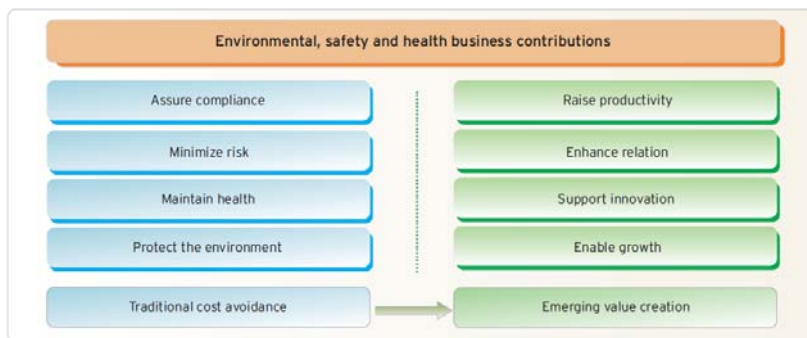 Environmental, safety and health business contributions
Assure compliance
Raise productivity
Minimize risk
Enhance relation
Maintain health
Support innovation
Protect the environment
Enable growth
Traditional cost avoidance
Emerging value creation